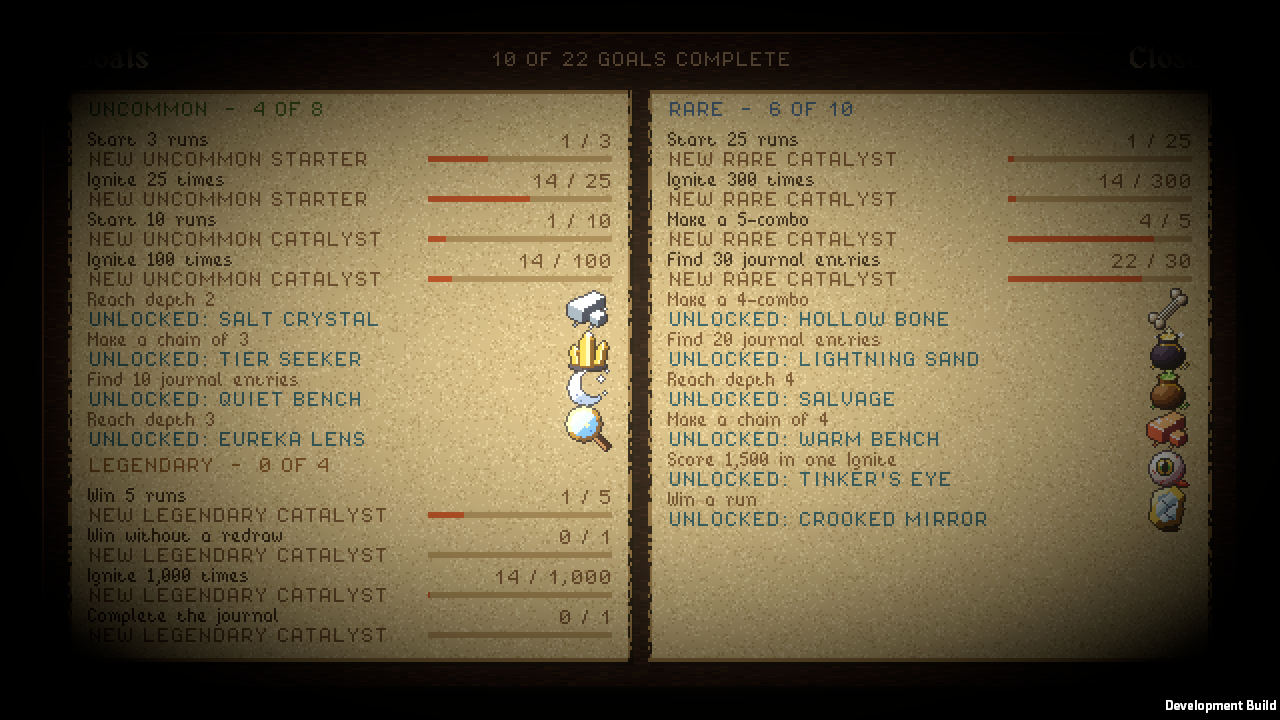 oals
10 OF 22 GOALS COMPLETE
Clos
UNCOMMON - 4 OF 8
Start 3 runs 1 / 3
NEW UNCOMMON STARTER
Ignite 25 times 14 / 25
NEW UNCOMMON STARTER
Start 10 runs 1 / 10
NEW UNCOMMON CATALYST
Ignite 100 times 14 / 100
NEW UNCOMMON CATALYST
Reach depth 2
UNLOCKED: SALT CRYSTAL
Make a chain of 3
UNLOCKED: TIER SEEKER
Find 10 journal entries
UNLOCKED: QUIET BENCH
Reach depth 3
UNLOCKED: EUREKA LENS
LEGENDARY - 0 OF 4
Win 5 runs 1 / 5
NEW LEGENDARY CATALYST
Win without a redraw 0 / 1
NEW LEGENDARY CATALYST
Ignite 1,000 times 14 / 1,000
NEW LEGENDARY CATALYST
Complete the journal 0 / 1
NEW LEGENDARY CATALYST
RARE - 6 OF 10
Start 25 runs 1 / 25
NEW RARE CATALYST
Ignite 300 times 14 / 300
NEW RARE CATALYST
Make a 5-combo 4 / 5
NEW RARE CATALYST
Find 30 journal entries 22 / 30
NEW RARE CATALYST
Make a 4-combo
UNLOCKED: HOLLOW BONE
Find 20 journal entries
UNLOCKED: LIGHTNING SAND
Reach depth 4
UNLOCKED: SALVAGE
Make a chain of 4
UNLOCKED: WARM BENCH
Score 1,500 in one Ignite
UNLOCKED: TINKER'S EYE
Win a run
UNLOCKED: CROOKED MIRROR
Development Build